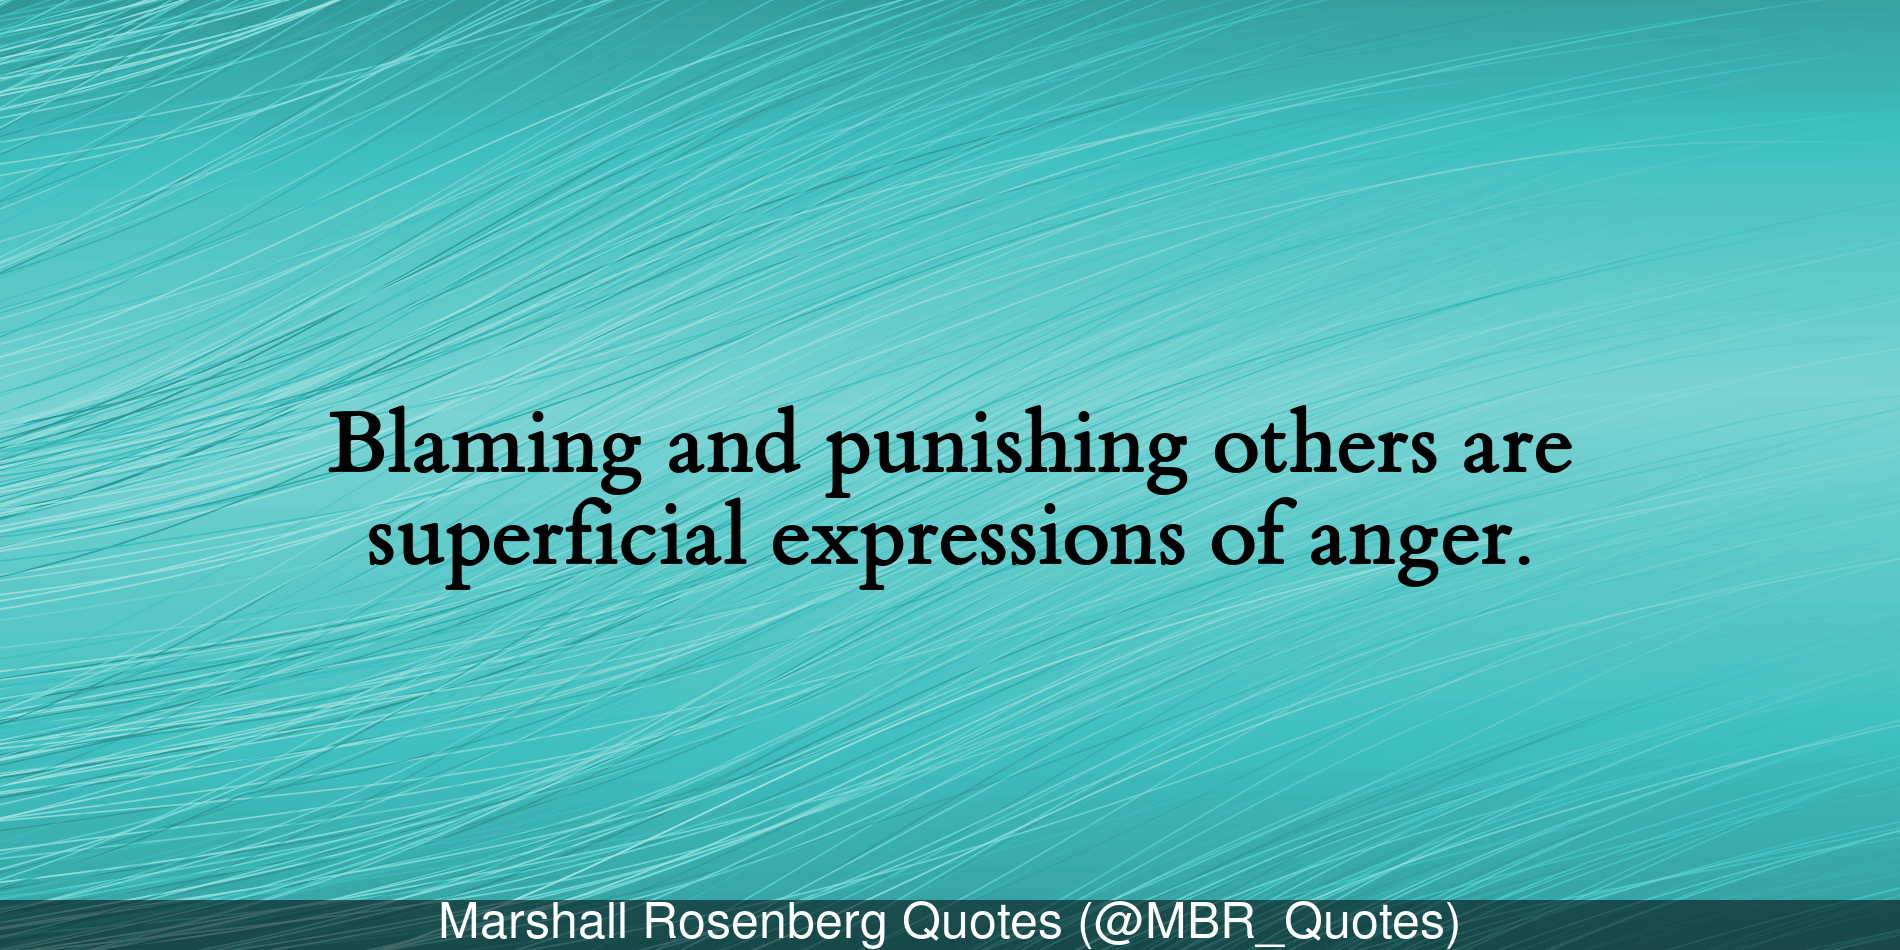 Blaming and punishing others are
superficial expressions of anger.
Marshall Rosenberg Quotes (@MBR_Quotes)